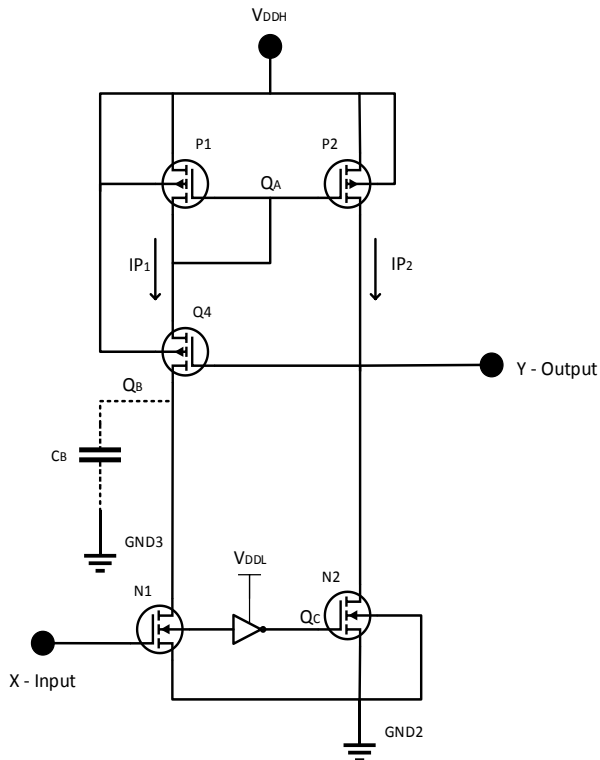 VDDH
P1
P2
QA
IP1
IP2
Q4
Y - Output
QB
CB
GND3
VDDL
N1
N2
QC
X - Input
GND2